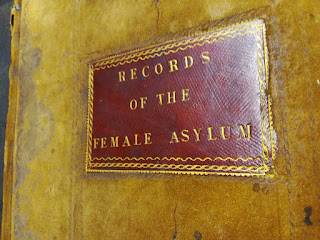 RECORDS
OF THE
FEMALE ASYLUM